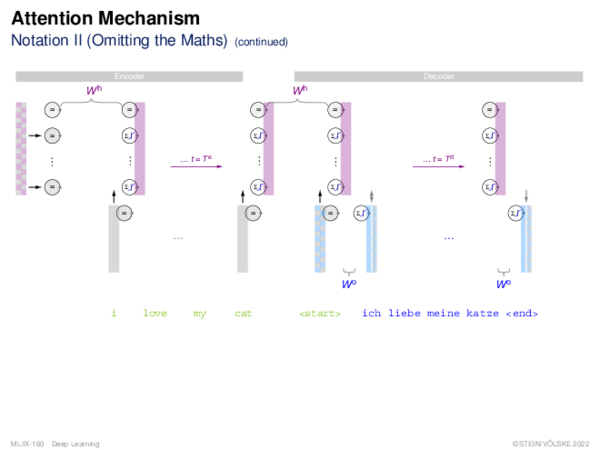 Attention Mechanism
Notation II (Omitting the Maths) (continued)
Encoder Decoder
W^h W^h
= = = = =
= Σ,∫ Σ,∫ Σ,∫ Σ,∫
... t = T^e ... t = T^d
⋮ ⋮ ⋮ ⋮ ⋮
= Σ,∫ Σ,∫ Σ,∫ Σ,∫
= = = Σ,∫ Σ,∫
... ...
W^o W^o
i love my cat <start> ich liebe meine katze <end>
ML:IX-160 Deep Learning ©STEIN/VÖLSKE 2022